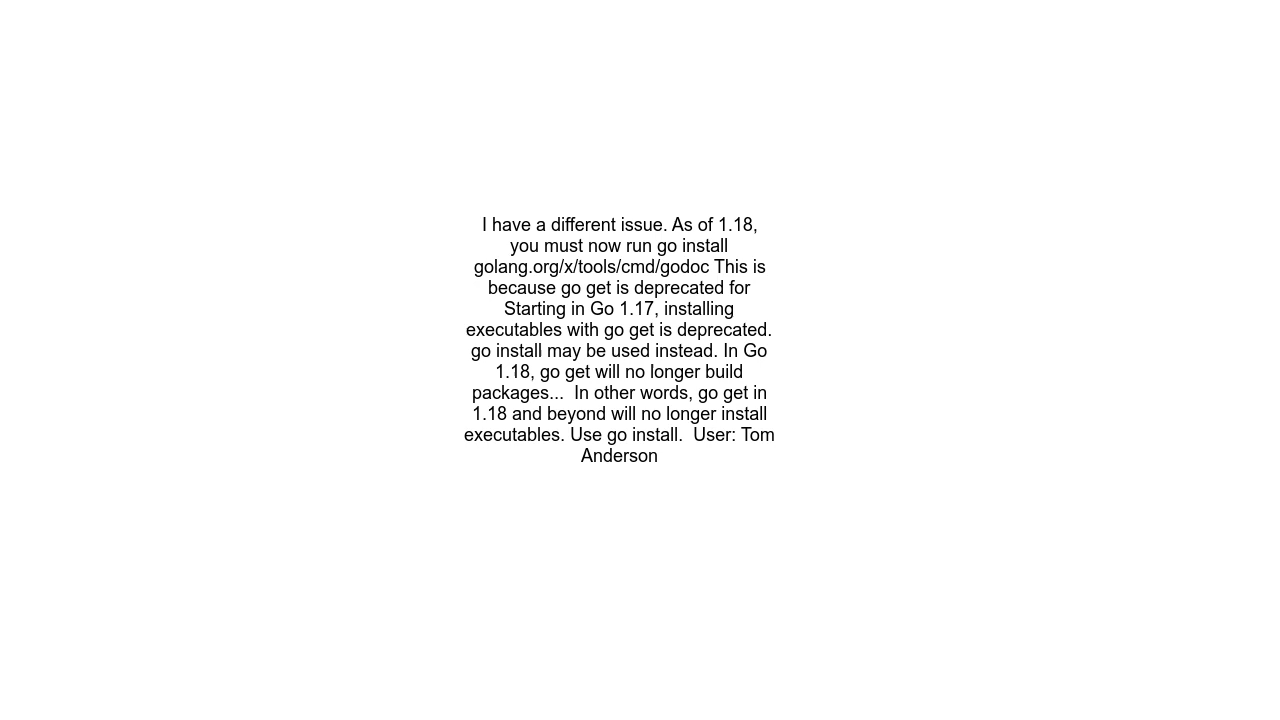 I have a different issue. As of 1.18,
you must now run go install
golang.org/x/tools/cmd/godoc This is
because go get is deprecated for
Starting in Go 1.17, installing
executables with go get is deprecated.
go install may be used instead. In Go
1.18, go get will no longer build
packages...  In other words, go get in
1.18 and beyond will no longer install
executables. Use go install.  User: Tom
Anderson